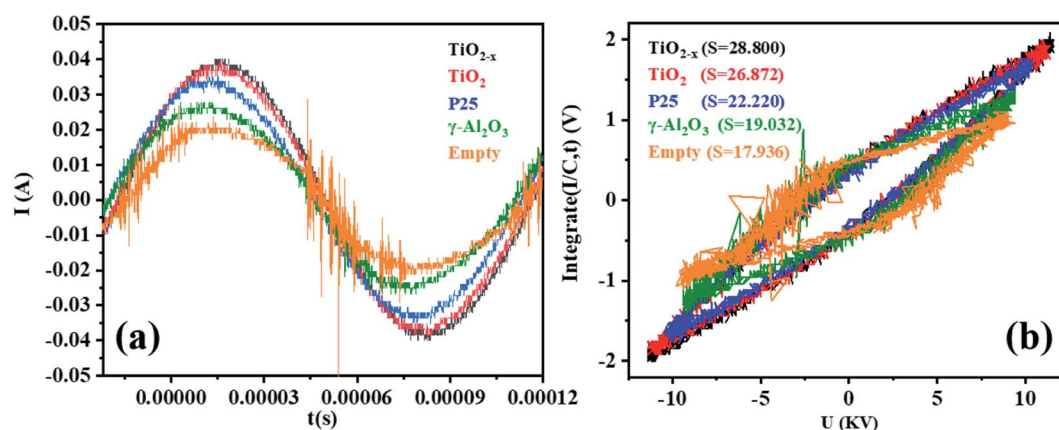 0.05
0.04
0.03
0.02
0.01
0.00
-0.01
-0.02
-0.03
-0.04
-0.05
I (A)
TiO2-x
TiO2
P25
γ-Al2O3
Empty
(a)
0.00000 0.00003 0.00006 0.00009 0.00012
t(s)
2
1
0
-1
-2
Integrate(I/C,t) (V)
TiO2-x (S=28.800)
TiO2 (S=26.872)
P25 (S=22.220)
γ-Al2O3 (S=19.032)
Empty (S=17.936)
(b)
-10 -5 0 5 10
U (KV)